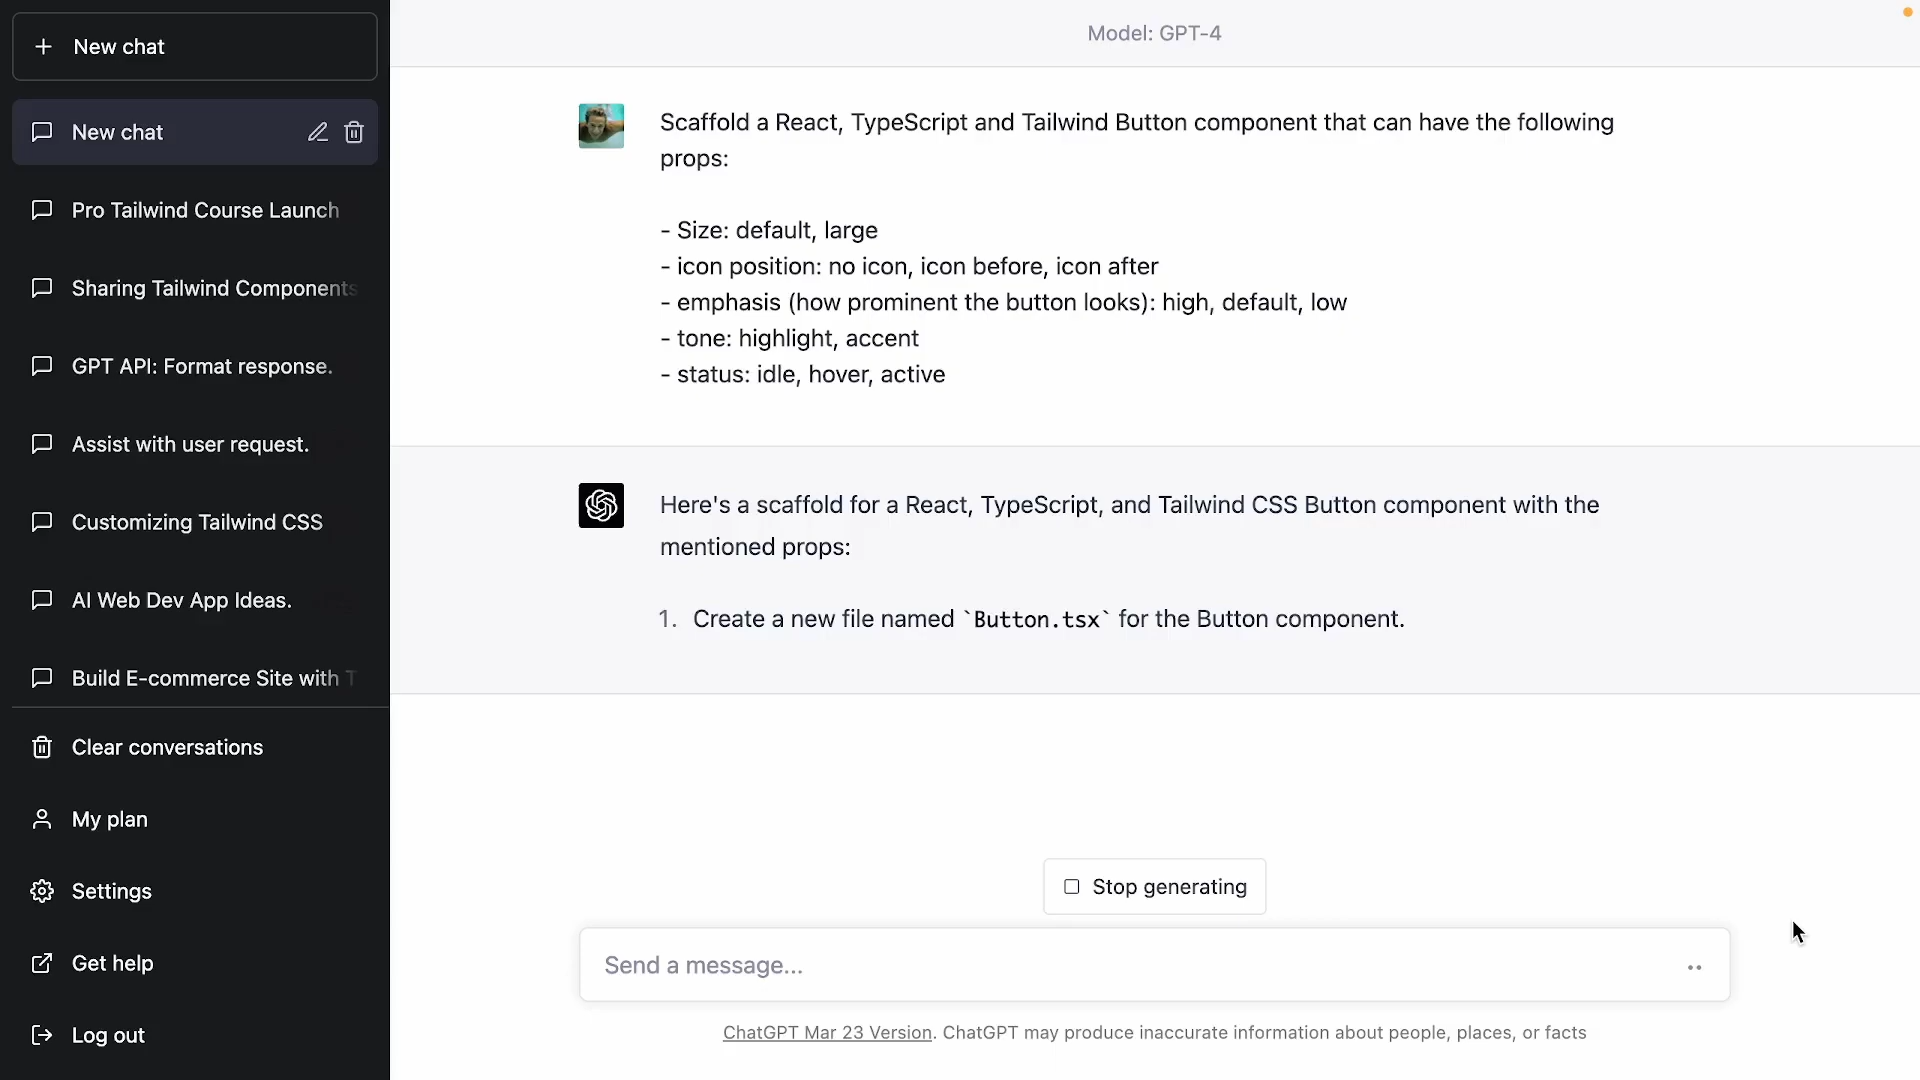 New chat
New chat
Pro Tailwind Course Launch
Sharing Tailwind Components
GPT API: Format response.
Assist with user request.
Customizing Tailwind CSS
AI Web Dev App Ideas.
Build E-commerce Site with T
Clear conversations
My plan
Settings
Get help
Log out
Model: GPT-4
Scaffold a React, TypeScript and Tailwind Button component that can have the following
props:
- Size: default, large
- icon position: no icon, icon before, icon after
- emphasis (how prominent the button looks): high, default, low
- tone: highlight, accent
- status: idle, hover, active
Here's a scaffold for a React, TypeScript, and Tailwind CSS Button component with the
mentioned props:
1. Create a new file named `Button.tsx` for the Button component.
Stop generating
Send a message...
ChatGPT Mar 23 Version. ChatGPT may produce inaccurate information about people, places, or facts